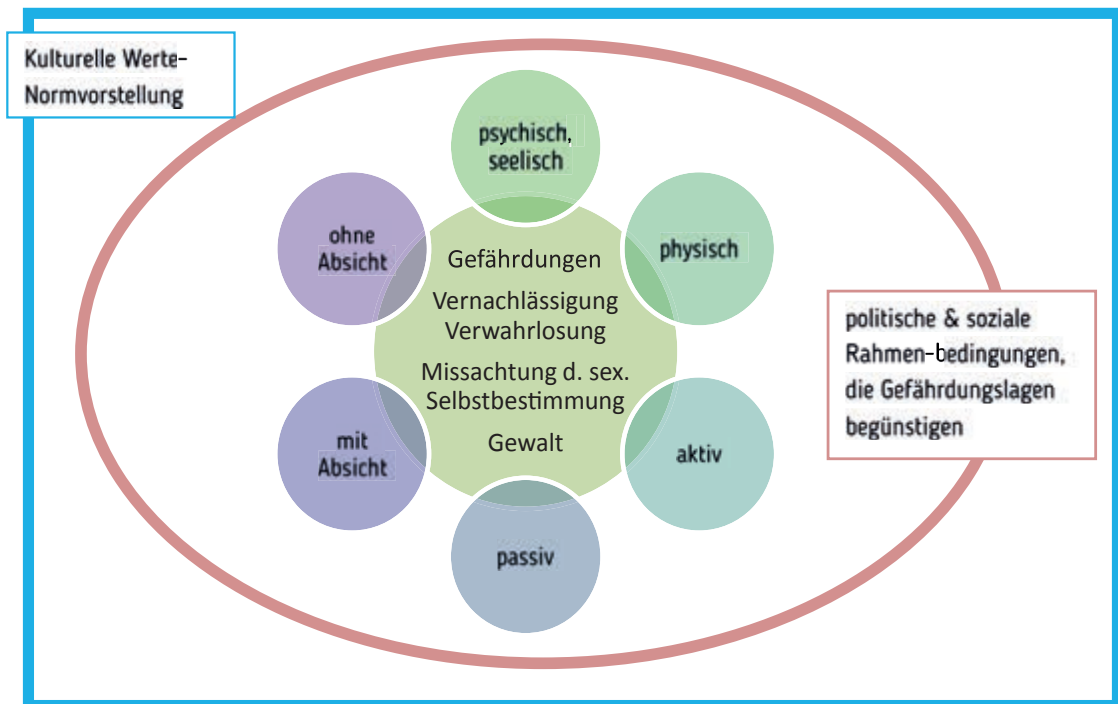 Kulturelle Werte-
Normvorstellung
psychisch,
seelisch
ohne
Absicht
physisch
Gefährdungen
Vernachlässigung
Verwahrlosung
Missachtung d. sex.
Selbstbestimmung
Gewalt
politische & soziale
Rahmen-bedingungen,
die Gefährdungslagen
begünstigen
mit
Absicht
aktiv
passiv